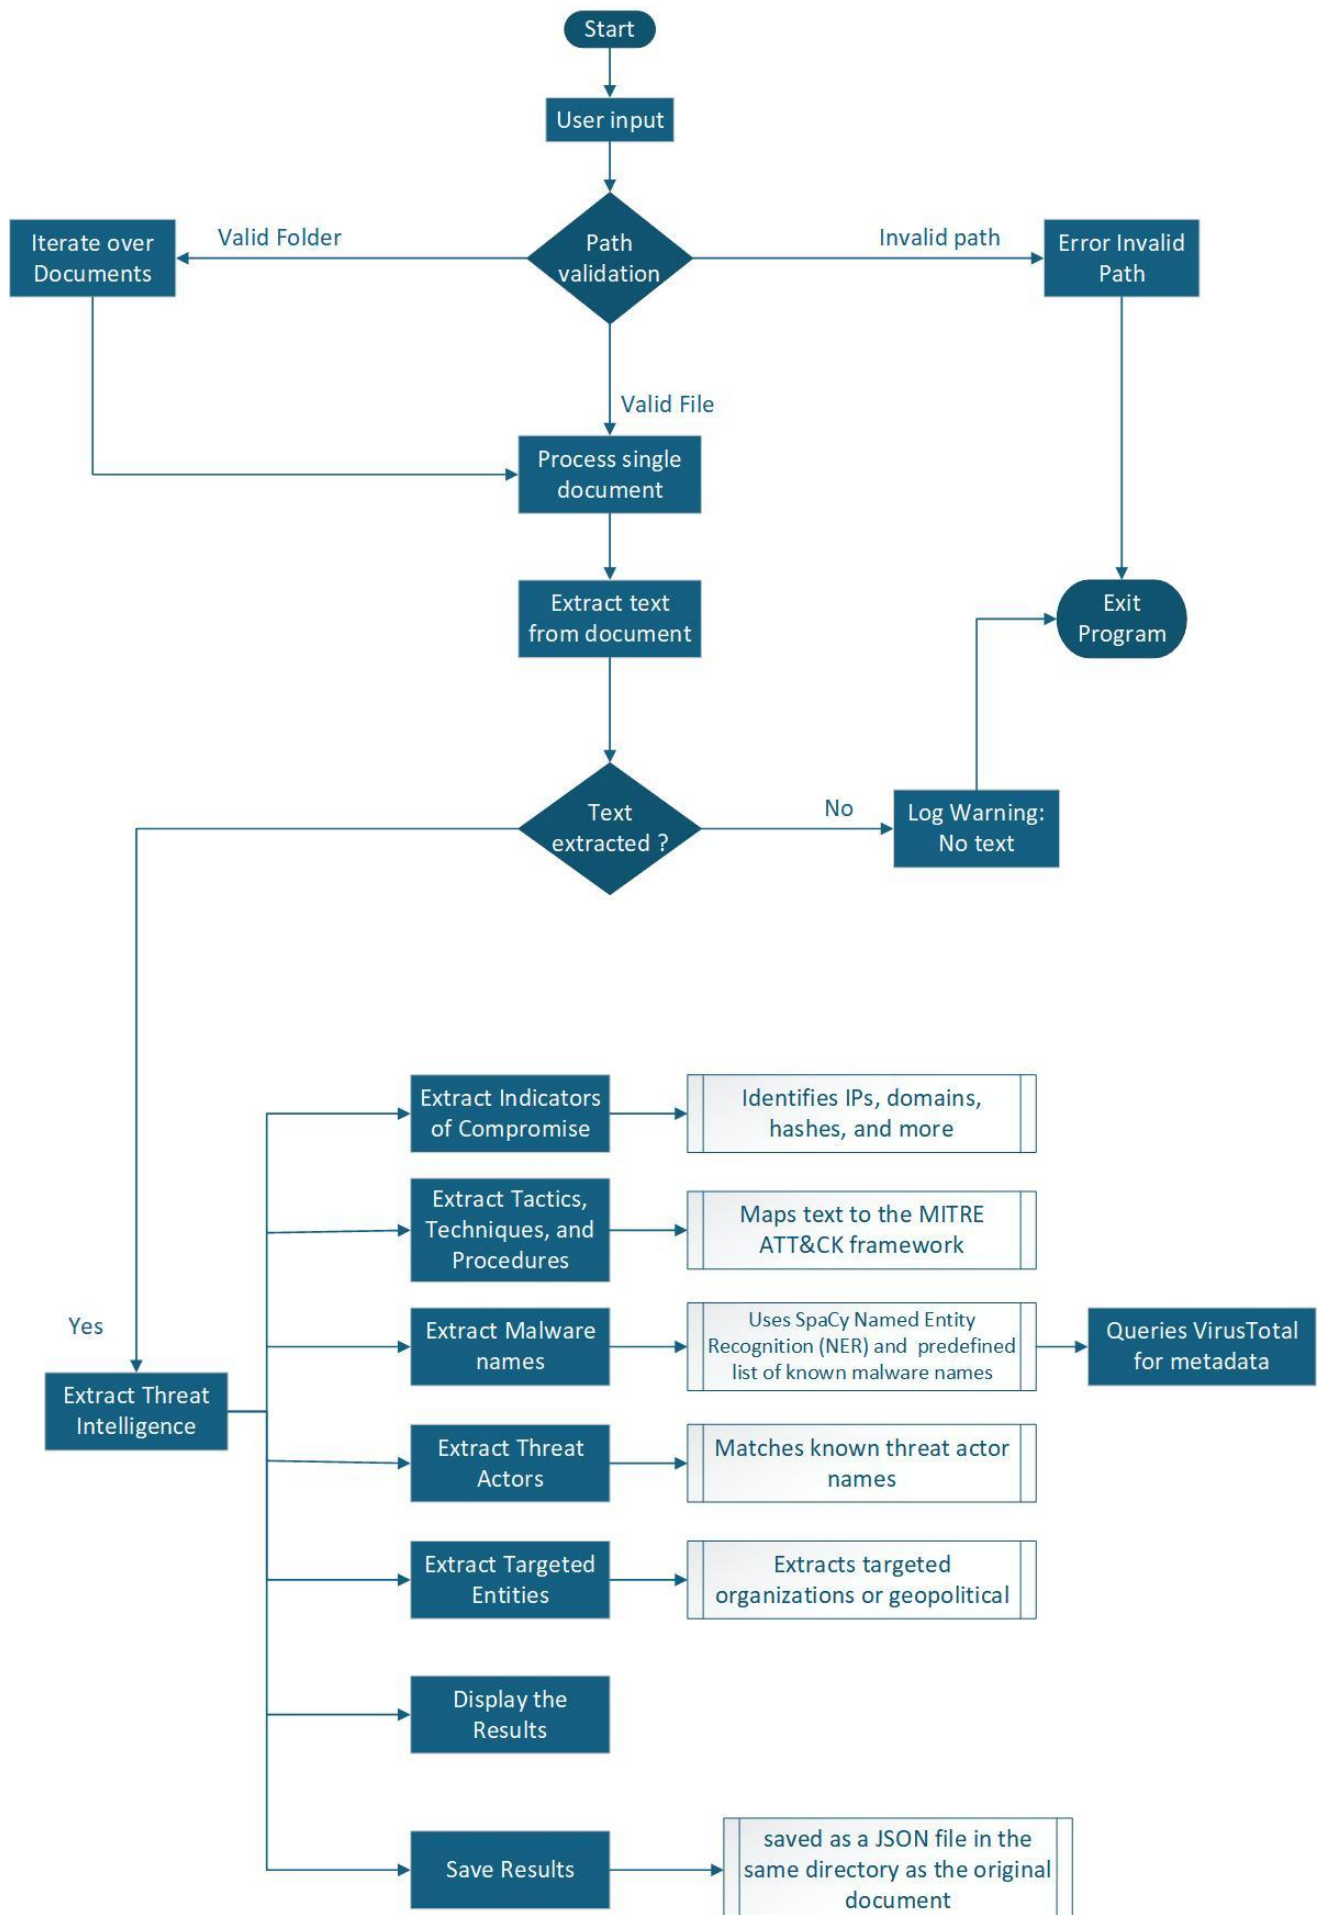 Start
User input
Valid Folder
Invalid path
Iterate over
Documents
Path
validation
Error Invalid
Path
Valid File
Process single
document
Extract text
from document
Exit
Program
Text
extracted ?
No
Log Warning:
No text
Extract Indicators
of Compromise
Identifies IPs, domains,
hashes, and more
Extract Tactics,
Techniques, and
Procedures
Maps text to the MITRE
ATT&CK framework
Yes
Extract Threat
Intelligence
Extract Malware
names
Uses SpaCy Named Entity
Recognition (NER) and predefined
list of known malware names
Queries VirusTotal
for metadata
Extract Threat
Actors
Matches known threat actor
names
Extract Targeted
Entities
Extracts targeted
organizations or geopolitical
Display the
Results
Save Results
saved as a JSON file in the
same directory as the original
document